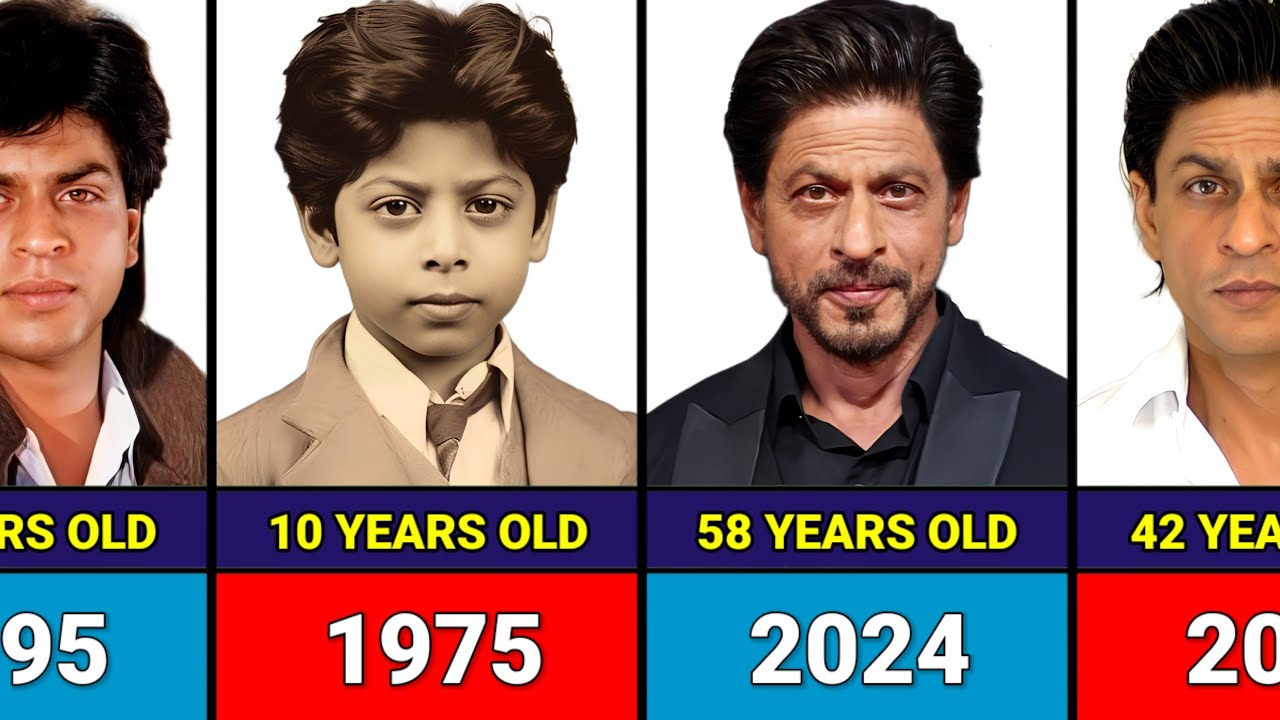 RS OLD
10 YEARS OLD
58 YEARS OLD
42 YEA
95
1975
2024
20